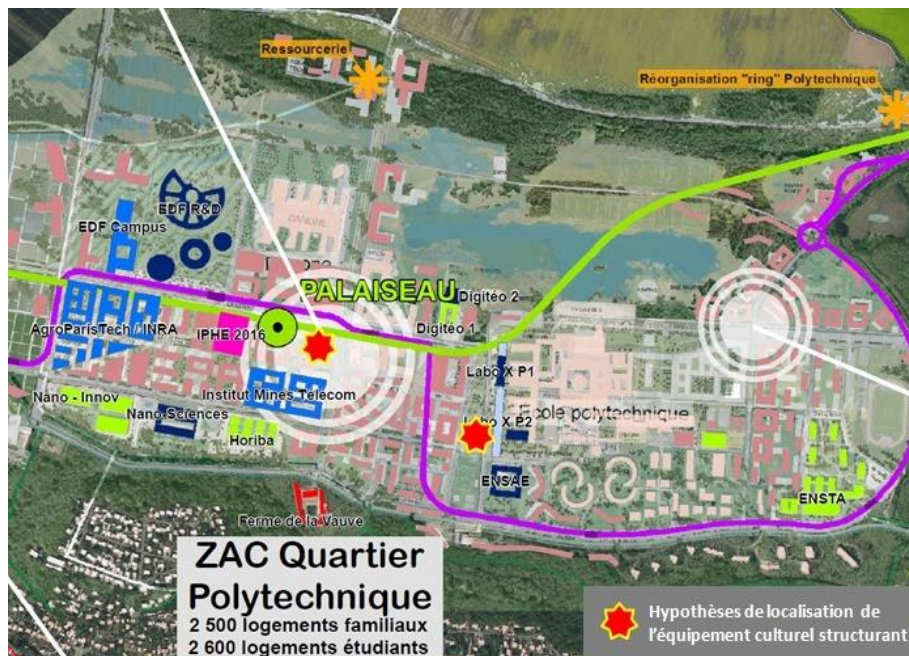 Ressourcerie
Réorganisation "ring" Polytechnique
EDF R&D
EDF Campus
DANONE
PALAISEAU
Digitéo 2
AgroParisTech / INRA
IPHE 2016
Digitéo 1
Labo X P1
Nano - Innov
Institut Mines Telecom
Ecole polytechnique
Nano-Sciences
Labo X P2
Horiba
ENSAE
ENSTA
Ferme de la Vauve
ZAC Quartier
Polytechnique
2 500 logements familiaux
2 600 logements étudiants
Hypothèses de localisation de
l'équipement culturel structurant